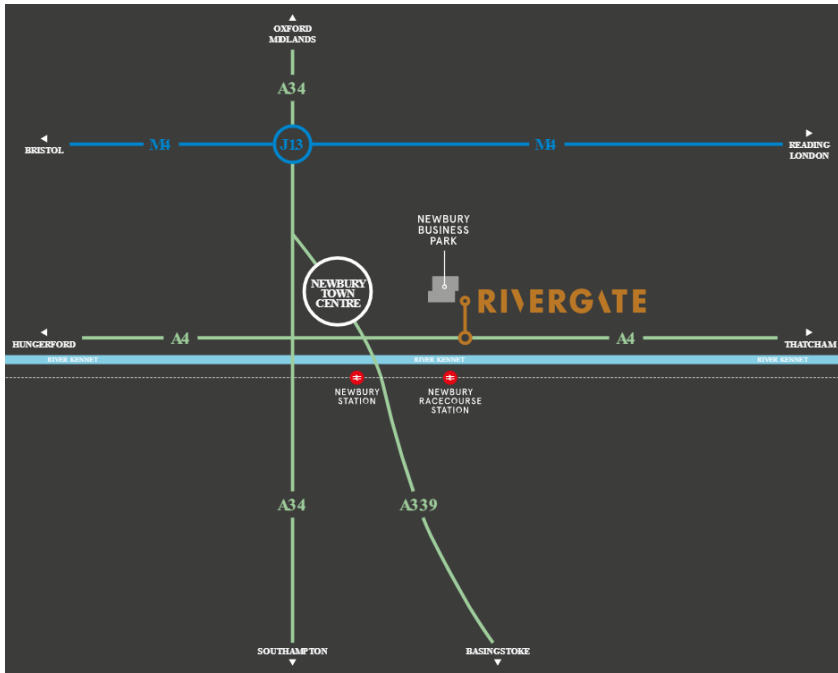 OXFORD
MIDLANDS
A34
BRISTOL
M4
J13
M4
READING
LONDON
NEWBURY
BUSINESS
PARK
NEWBURY
TOWN
CENTRE
RIVERGATE
HUNGERFORD
A4
A4
THATCHAM
RIVER KENNET
RIVER KENNET
RIVER KENNET
NEWBURY
STATION
NEWBURY
RACECOURSE
STATION
A34
A339
SOUTHAMPTON
BASINGSTOKE